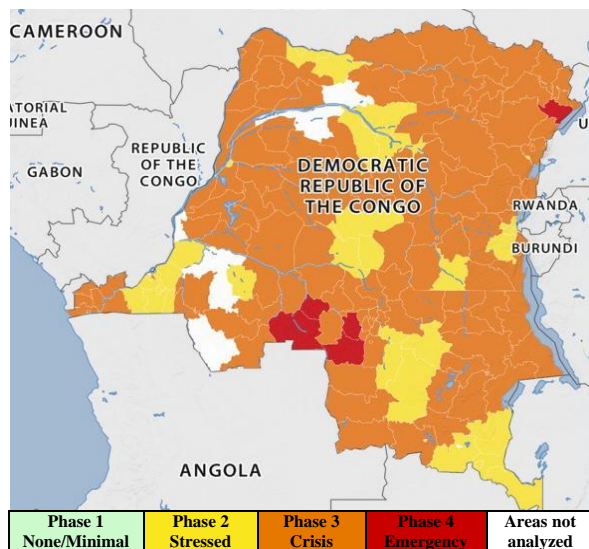 CAMEROON
ATORIAL
INEA
REPUBLIC
OF THE
CONGO
GABON
DEMOCRATIC
REPUBLIC OF
THE CONGO
U
RWANDA
BURUNDI
ANGOLA
Phase 1 Phase 2 Phase 3 Phase 4 Areas not
None/Minimal Stressed Crisis Emergency analyzed